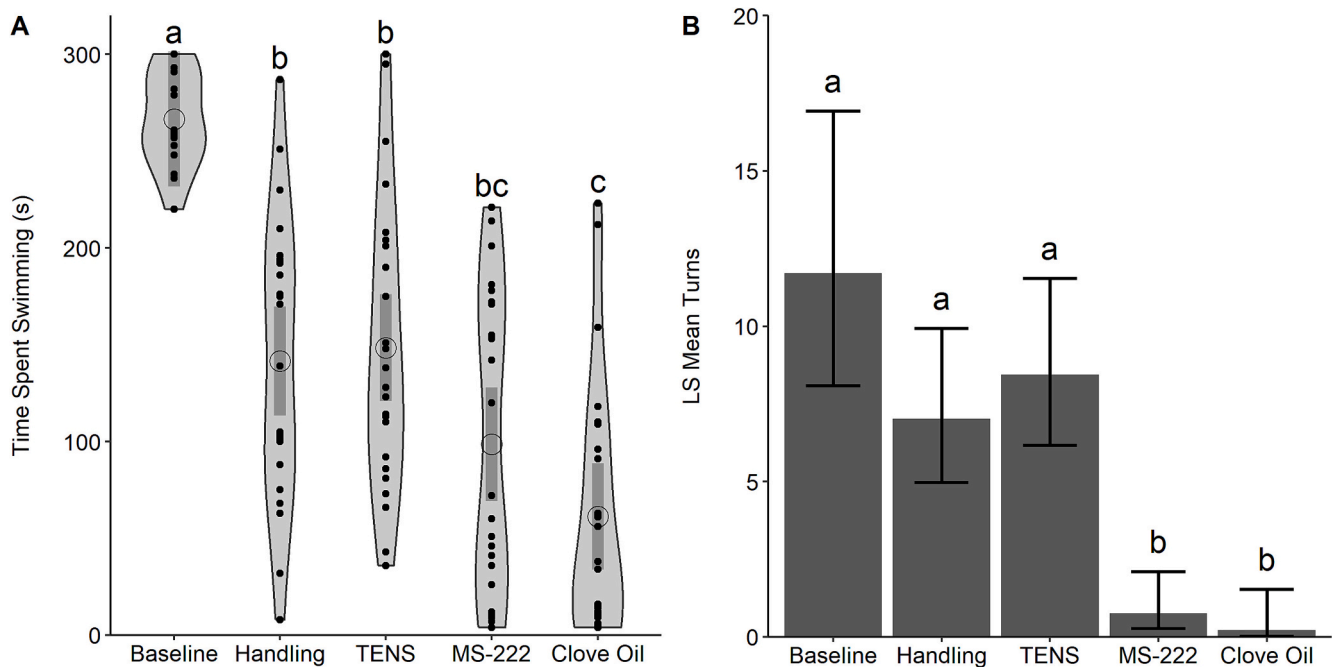 A
Time Spent Swimming (s)
300
200
100
0
a
b
b
bc
c
Baseline Handling TENS MS-222 Clove Oil
B
LS Mean Turns
20
15
10
5
0
a
a
a
b
b
Baseline Handling TENS MS-222 Clove Oil